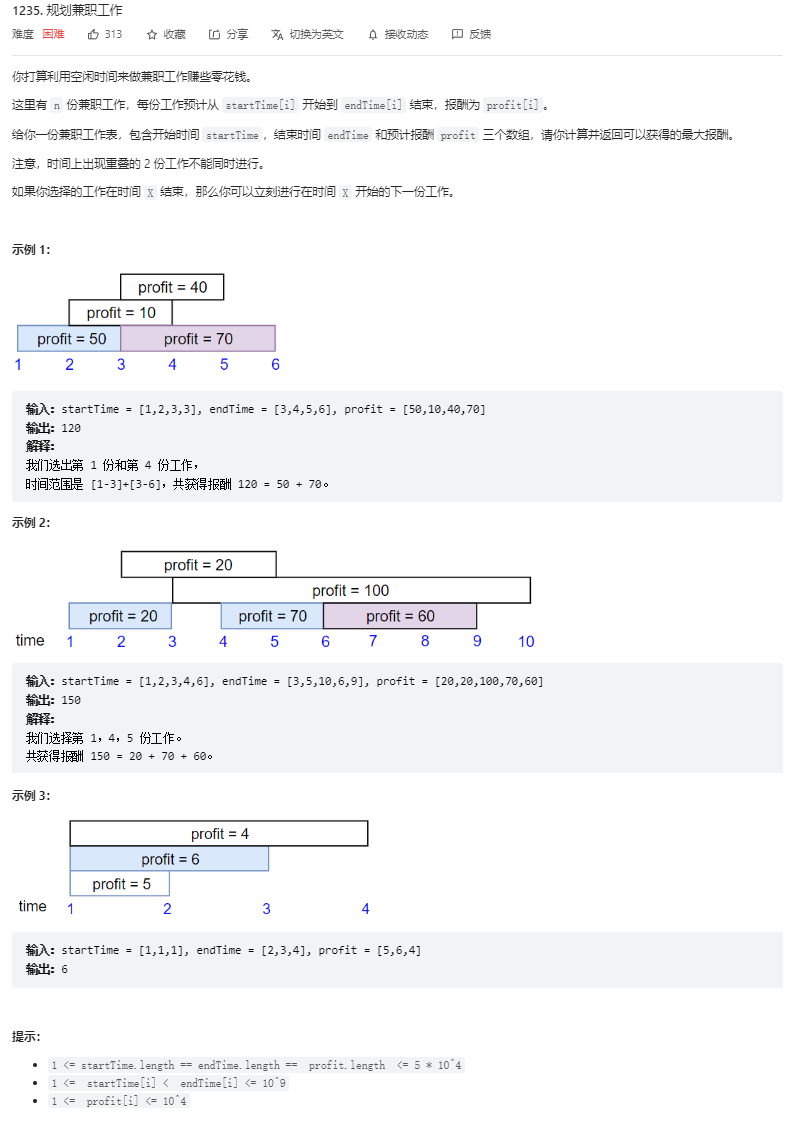 1235. 规划兼职工作
难度 困难 313 收藏 分享 切换为英文 接收动态 反馈
你打算利用空闲时间来做兼职工作赚些零花钱。
这里有 n 份兼职工作，每份工作预计从 startTime[i] 开始到 endTime[i] 结束，报酬为 profit[i]。
给你一份兼职工作表，包含开始时间 startTime，结束时间 endTime 和预计报酬 profit 三个数组，请你计算并返回可以获得的最大报酬。
注意，时间上出现重叠的 2 份工作不能同时进行。
如果你选择的工作在时间 X 结束，那么你可以立刻进行在时间 X 开始的下一份工作。
示例 1：
profit = 40
profit = 10
profit = 50 profit = 70
1 2 3 4 5 6
输入：startTime = [1,2,3,3], endTime = [3,4,5,6], profit = [50,10,40,70]
输出：120
解释：
我们选出第 1 份和第 4 份工作，
时间范围是 [1-3]+[3-6]，共获得报酬 120 = 50 + 70。
示例 2：
profit = 20
profit = 100
profit = 20 profit = 70 profit = 60
time 1 2 3 4 5 6 7 8 9 10
输入：startTime = [1,2,3,4,6], endTime = [3,5,10,6,9], profit = [20,20,100,70,60]
输出：150
解释：
我们选择第 1，4，5 份工作。
共获得报酬 150 = 20 + 70 + 60。
示例 3：
profit = 4
profit = 6
profit = 5
time 1 2 3 4
输入：startTime = [1,1,1], endTime = [2,3,4], profit = [5,6,4]
输出：6
提示：
1 <= startTime.length == endTime.length == profit.length <= 5 * 10^4
1 <= startTime[i] < endTime[i] <= 10^9
1 <= profit[i] <= 10^4